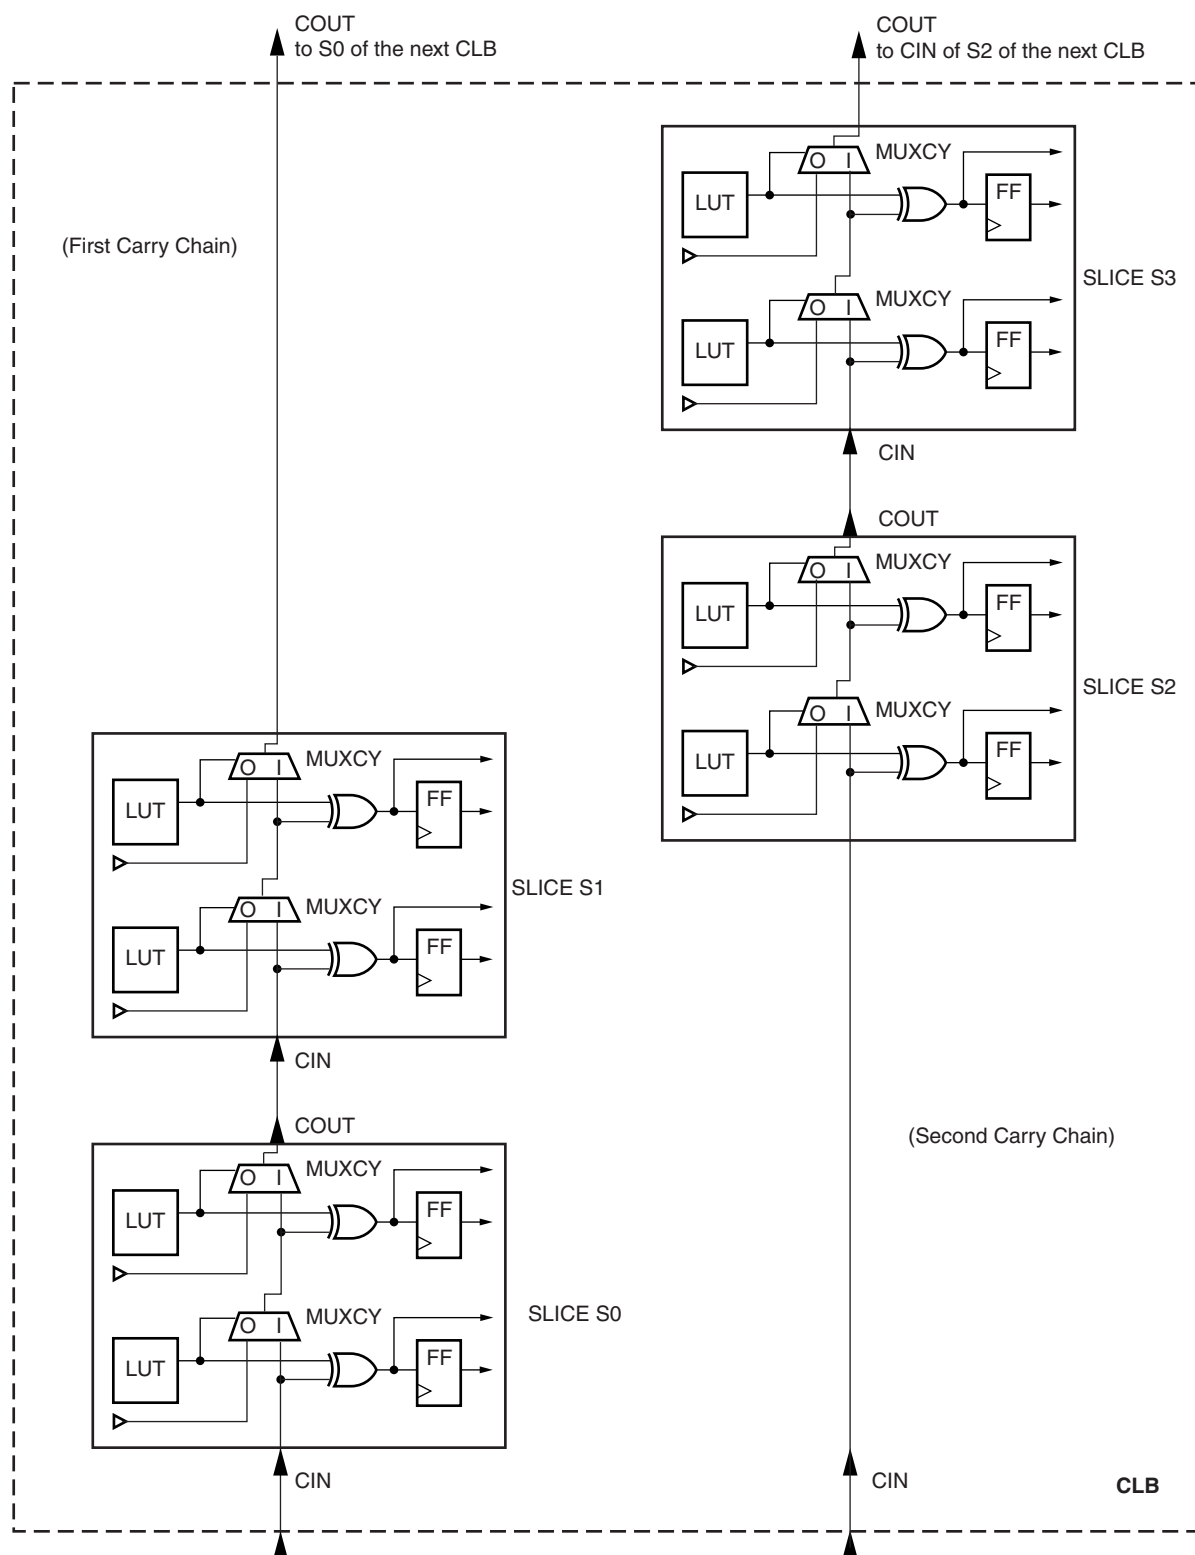 COUT
to S0 of the next CLB
COUT
to CIN of S2 of the next CLB
(First Carry Chain)
O I MUXCY
LUT
FF
SLICE S3
O I MUXCY
LUT
FF
CIN
COUT
O I MUXCY
LUT
FF
SLICE S2
O I MUXCY
LUT
FF
O I MUXCY
LUT
FF
SLICE S1
O I MUXCY
LUT
FF
CIN
COUT
(Second Carry Chain)
O I MUXCY
LUT
FF
SLICE S0
O I MUXCY
LUT
FF
CIN
CIN
CLB